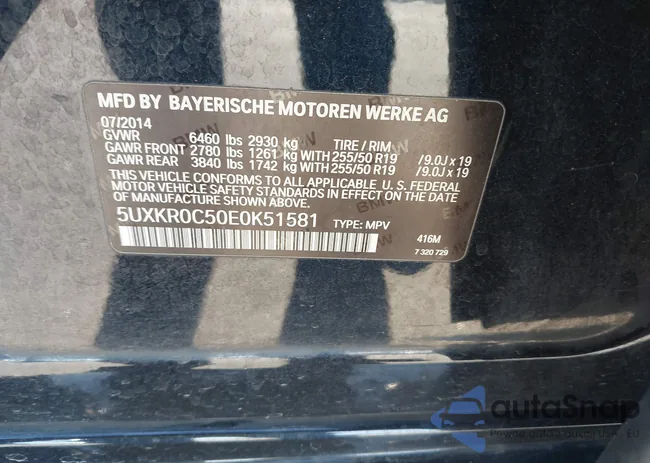 MFD BY BAYERISCHE MOTOREN WERKE AG
07/2014
GVWR 6460 lbs 2930 kg TIRE / RIM
GAWR FRONT 2780 lbs 1261 kg WITH 255/50 R19 /9.0J x 19
GAWR REAR 3840 lbs 1742 kg WITH 255/50 R19 /9.0J x 19
THIS VEHICLE CONFORMS TO ALL APPLICABLE U. S. FEDERAL
MOTOR VEHICLE SAFETY STANDARDS IN EFFECT ON THE DATE
OF MANUFACTURE SHOWN ABOVE.
5UXKR0C50E0K51581 TYPE: MPV
416M
7 320 729
autoSnap